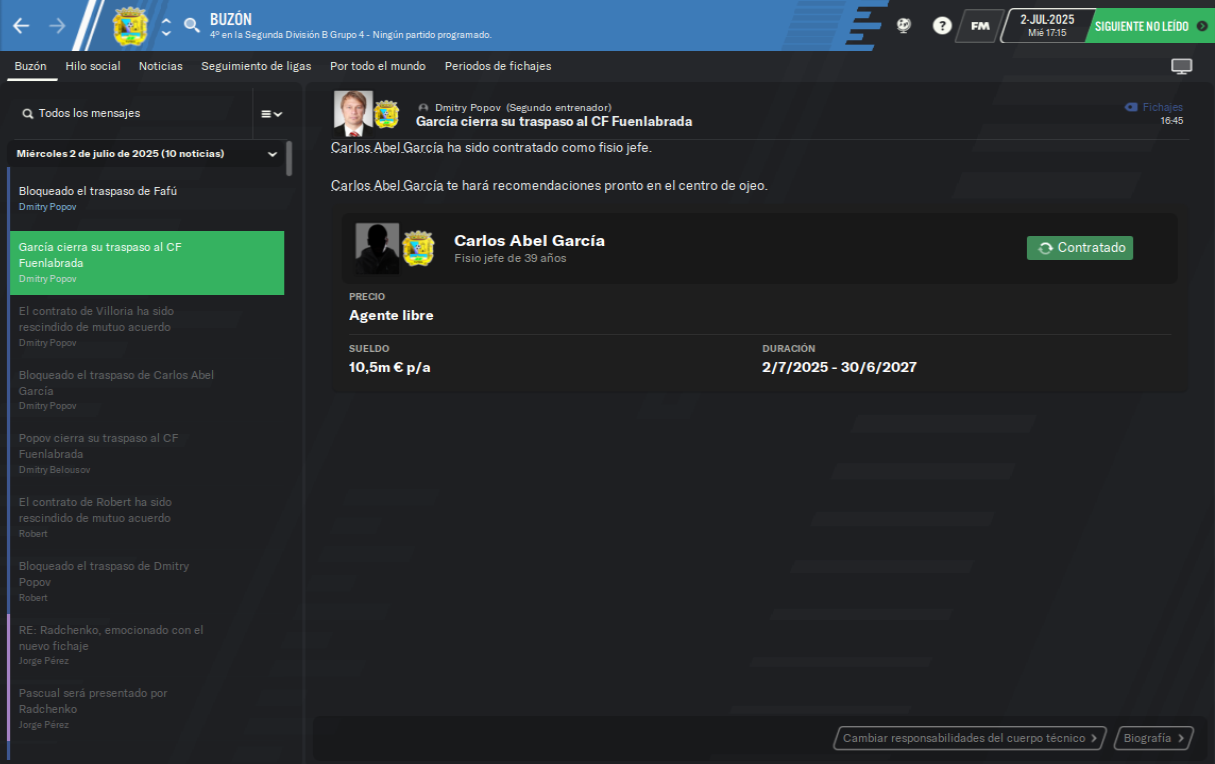 BUZÓN
4º en la Segunda División B Grupo 4 - Ningún partido programado.
?
FM
2-JUL-2025
Mié 17:15
SIGUIENTE NO LEÍDO
Buzón
Hilo social
Noticias
Seguimiento de ligas
Por todo el mundo
Periodos de fichajes
Todos los mensajes
Miércoles 2 de julio de 2025 (10 noticias)
Bloqueado el traspaso de Fafú
Dmitry Popov
García cierra su traspaso al CF
Fuenlabrada
Dmitry Popov
El contrato de Villoria ha sido
rescindido de mutuo acuerdo
Dmitry Popov
Bloqueado el traspaso de Carlos Abel
García
Dmitry Popov
Popov cierra su traspaso al CF
Fuenlabrada
Dmitry Belousov
El contrato de Robert ha sido
rescindido de mutuo acuerdo
Robert
Bloqueado el traspaso de Dmitry
Popov
Robert
RE: Radchenko, emocionado con el
nuevo fichaje
Jorge Pérez
Pascual será presentado por
Radchenko
Jorge Pérez
Dmitry Popov (Segundo entrenador)
García cierra su traspaso al CF Fuenlabrada
Fichajes
16:45
Carlos Abel García ha sido contratado como fisio jefe.
Carlos Abel García te hará recomendaciones pronto en el centro de ojeo.
Carlos Abel García
Fisio jefe de 39 años
Contratado
PRECIO
Agente libre
SUELDO
10,5m € p/a
DURACIÓN
2/7/2025 - 30/6/2027
Cambiar responsabilidades del cuerpo técnico
Biografía